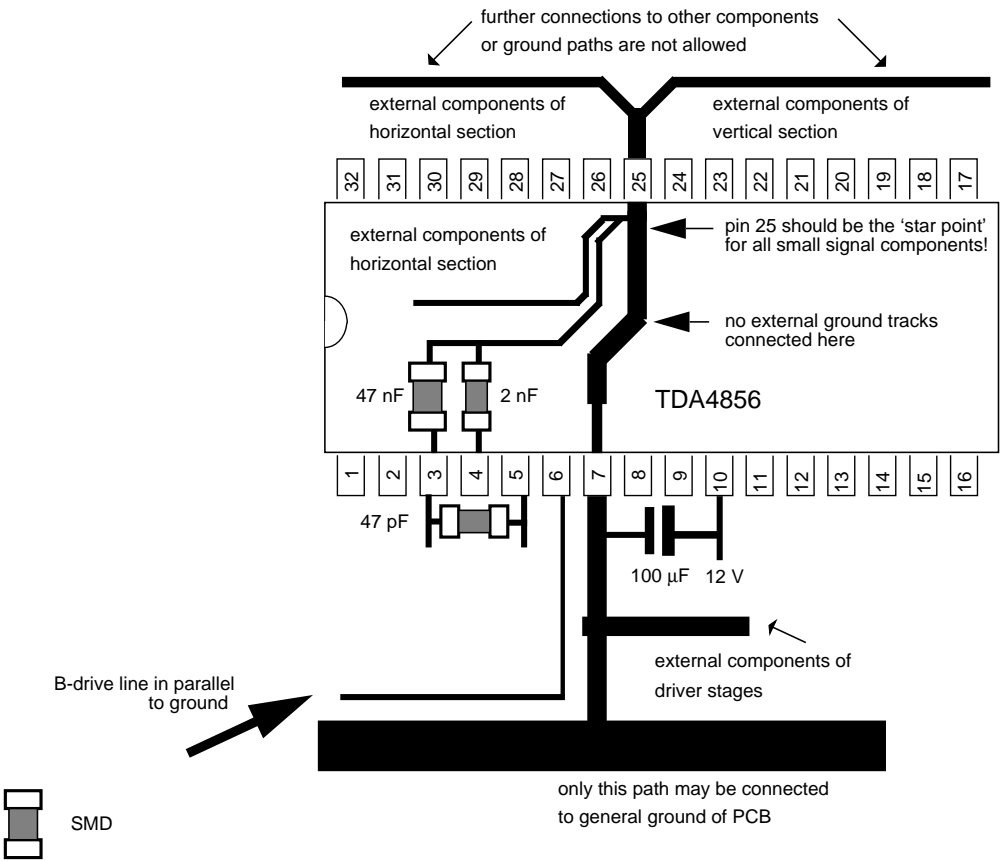 further connections to other components
or ground paths are not allowed
external components of
horizontal section
external components of
vertical section
32 31 30 29 28 27 26 25 24 23 22 21 20 19 18 17
external components of
horizontal section
pin 25 should be the ‘star point’
for all small signal components!
no external ground tracks
connected here
47 nF
2 nF
TDA4856
1 2 3 4 5 6 7 8 9 10 11 12 13 14 15 16
47 pF
100 μF
12 V
external components of
driver stages
B-drive line in parallel
to ground
only this path may be connected
to general ground of PCB
SMD